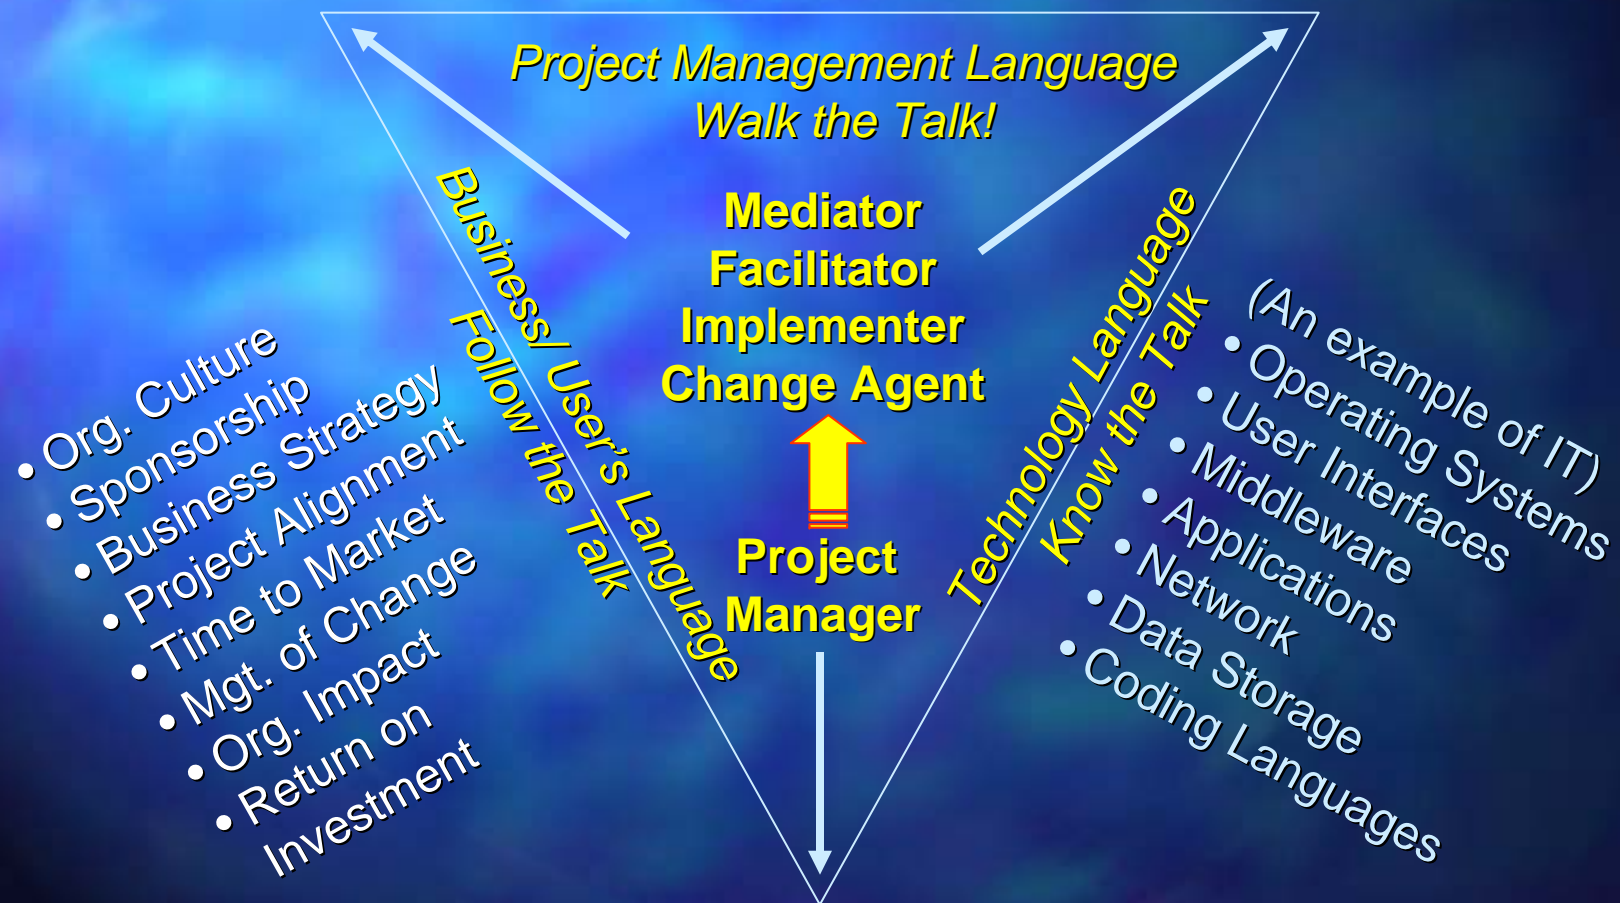 Project Management Language
Walk the Talk!
Mediator
Facilitator
Implementer
Change Agent
Project
Manager
Business/ User’s Language
Follow the Talk
Technology Language
Know the Talk
• Org. Culture
• Sponsorship
• Business Strategy
• Project Alignment
• Time to Market
• Mgt. of Change
• Org. Impact
• Return on
Investment
(An example of IT)
• Operating Systems
• User Interfaces
• Middleware
• Applications
• Network
• Data Storage
• Coding Languages